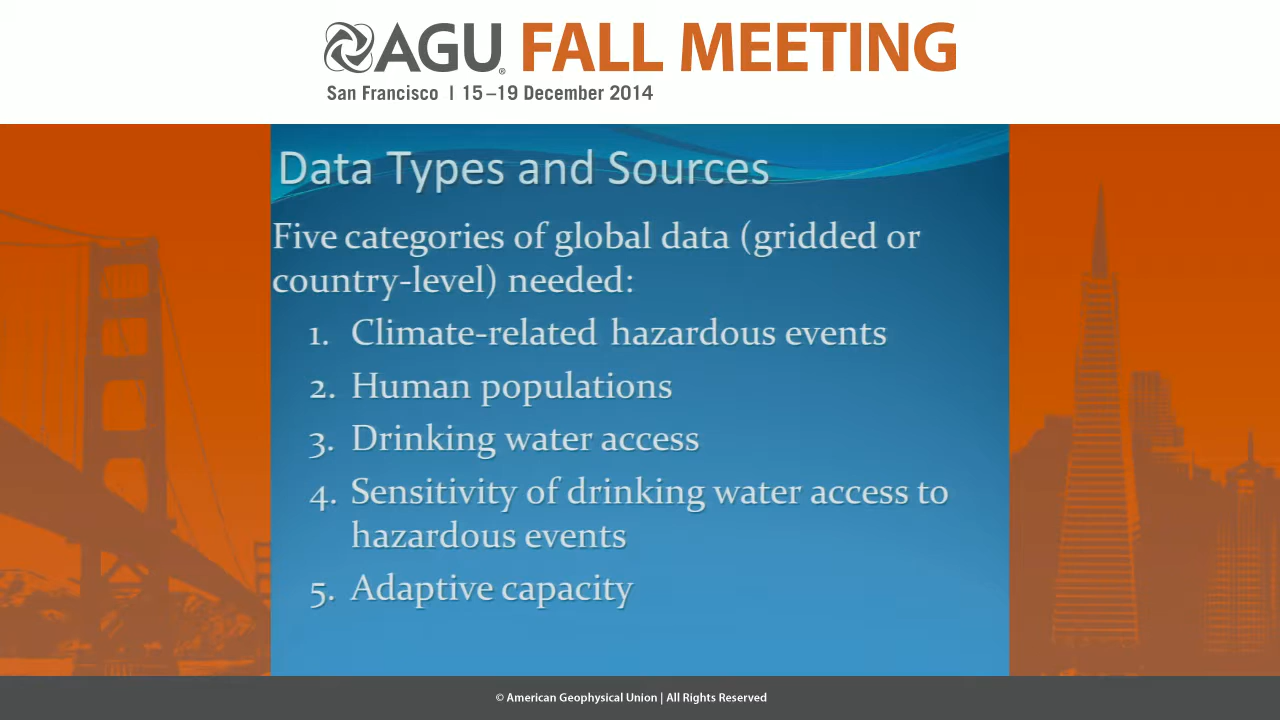 AGU® FALL MEETING
San Francisco | 15–19 December 2014
Data Types and Sources
Five categories of global data (gridded or
country-level) needed:
1. Climate-related hazardous events
2. Human populations
3. Drinking water access
4. Sensitivity of drinking water access to
hazardous events
5. Adaptive capacity
© American Geophysical Union | All Rights Reserved